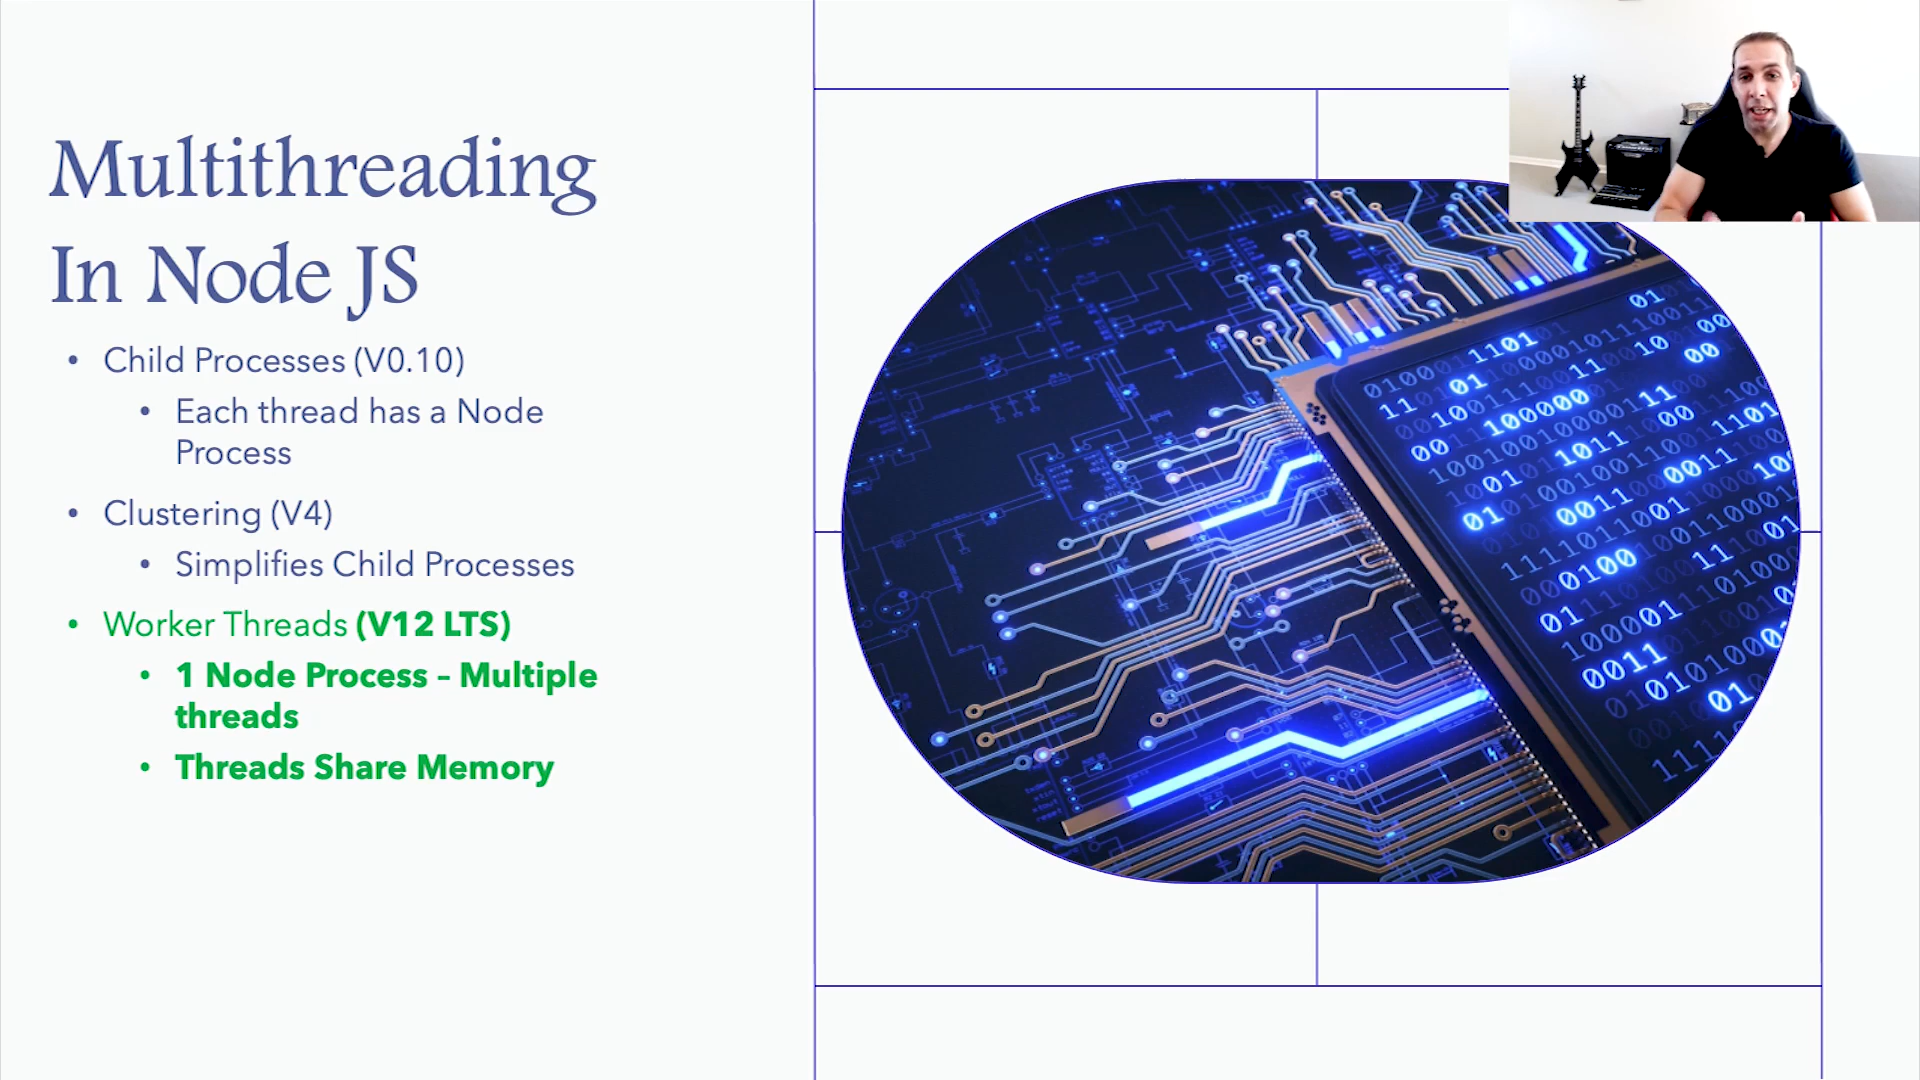 Multithreading
In Node JS
• Child Processes (V0.10)
• Each thread has a Node
Process
• Clustering (V4)
• Simplifies Child Processes
• Worker Threads (V12 LTS)
• 1 Node Process – Multiple
threads
• Threads Share Memory